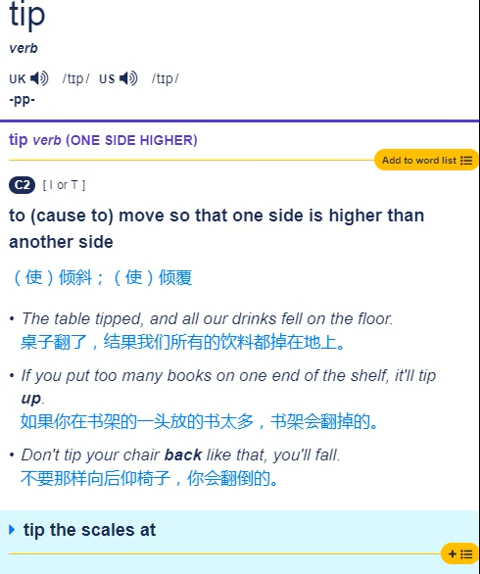 tip
verb
UK /tɪp/ US /tɪp/
-pp-
tip verb (ONE SIDE HIGHER)
Add to word list
C2 [ I or T ]
to (cause to) move so that one side is higher than
another side
（使）倾斜；（使）倾覆
• The table tipped, and all our drinks fell on the floor.
桌子翻了，结果我们所有的饮料都掉在地上。
• If you put too many books on one end of the shelf, it'll tip
up.
如果你在书架的一头放的书太多，书架会翻掉的。
• Don't tip your chair back like that, you'll fall.
不要那样向后仰椅子，你会翻倒的。
tip the scales at
+